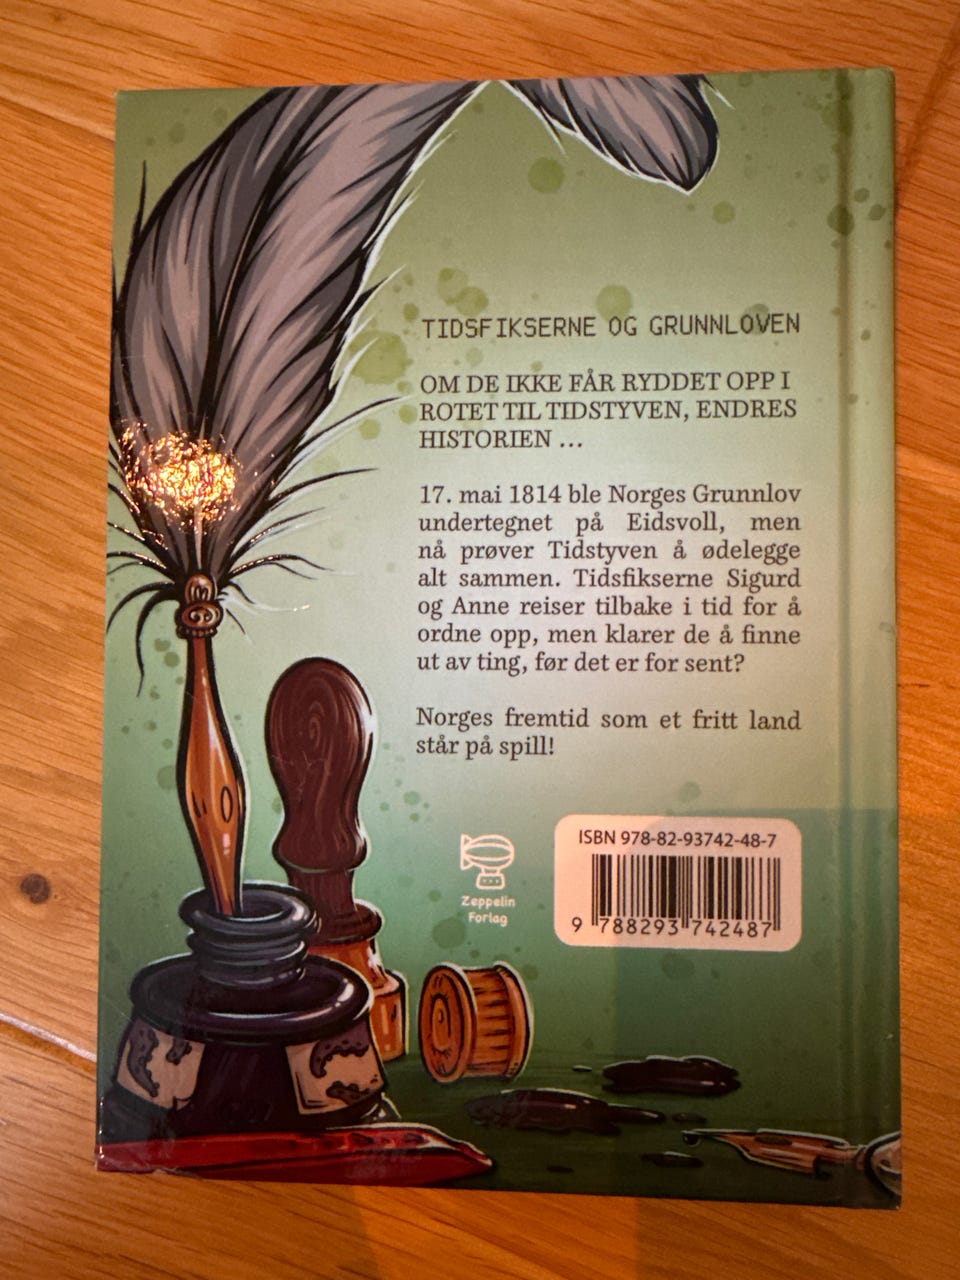 TIDSFIKSERNE OG GRUNNLOVEN
OM DE IKKE FÅR RYDDET OPP I
ROTET TIL TIDSTYVEN, ENDRES
HISTORIEN ...
17. mai 1814 ble Norges Grunnlov
undertegnet på Eidsvoll, men
nå prøver Tidstyven å ødelegge
alt sammen. Tidsfikserne Sigurd
og Anne reiser tilbake i tid for å
ordne opp, men klarer de å finne
ut av ting, før det er for sent?
Norges fremtid som et fritt land
står på spill!
Zeppelin
Forlag
ISBN 978-82-93742-48-7
9 788293 742487